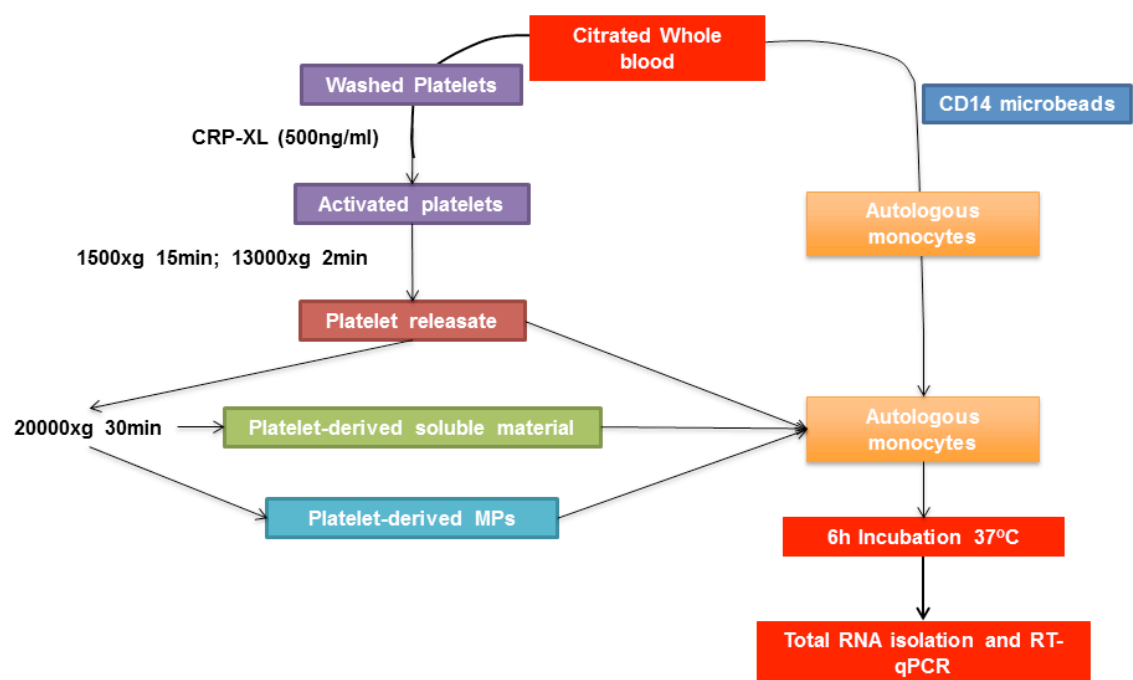 Citrated Whole
blood
Washed Platelets
CD14 microbeads
CRP-XL (500ng/ml)
Activated platelets
Autologous
monocytes
1500xg 15min; 13000xg 2min
Platelet releasate
20000xg 30min
Platelet-derived soluble material
Autologous
monocytes
Platelet-derived MPs
6h Incubation 37ºC
Total RNA isolation and RT-
qPCR